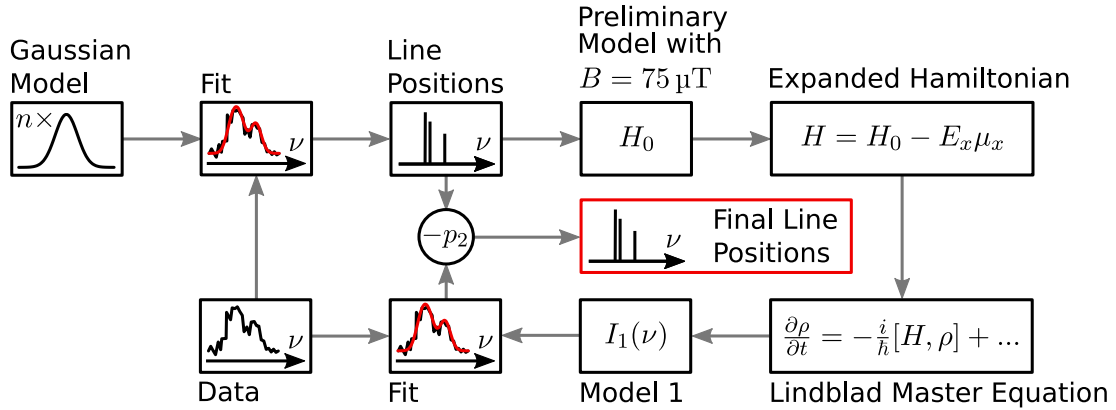 Gaussian
Model
n×
Fit
ν
Line
Positions
ν
Preliminary
Model with
B = 75 µT
H₀
Expanded Hamiltonian
H = H₀ − Eₓμₓ
−p₂
ν
Final Line
Positions
ν
Data
ν
Fit
I₁(ν)
Model 1
∂ρ/∂t = −i/ħ[H, ρ] + ...
Lindblad Master Equation